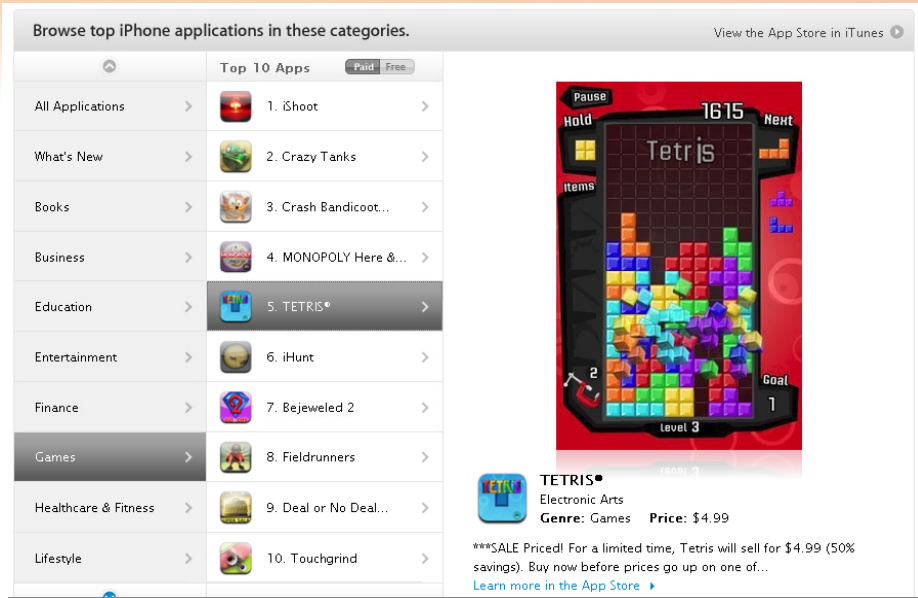 Browse top iPhone applications in these categories.
View the App Store in iTunes
All Applications
What's New
Books
Business
Education
Entertainment
Finance
Games
Healthcare & Fitness
Lifestyle
Top 10 Apps
Paid
Free
1. iShoot
2. Crazy Tanks
3. Crash Bandicoot...
4. MONOPOLY Here &...
5. TETRIS®
6. iHunt
7. Bejeweled 2
8. Fieldrunners
9. Deal or No Deal...
10. Touchgrind
Pause
1615
Hold
Next
Tetris
Items
2
Goal
1
Level 3
TETRIS
TETRIS®
Electronic Arts
Genre: Games Price: $4.99
***SALE Priced! For a limited time, Tetris will sell for $4.99 (50%
savings). Buy now before prices go up on one of...
Learn more in the App Store